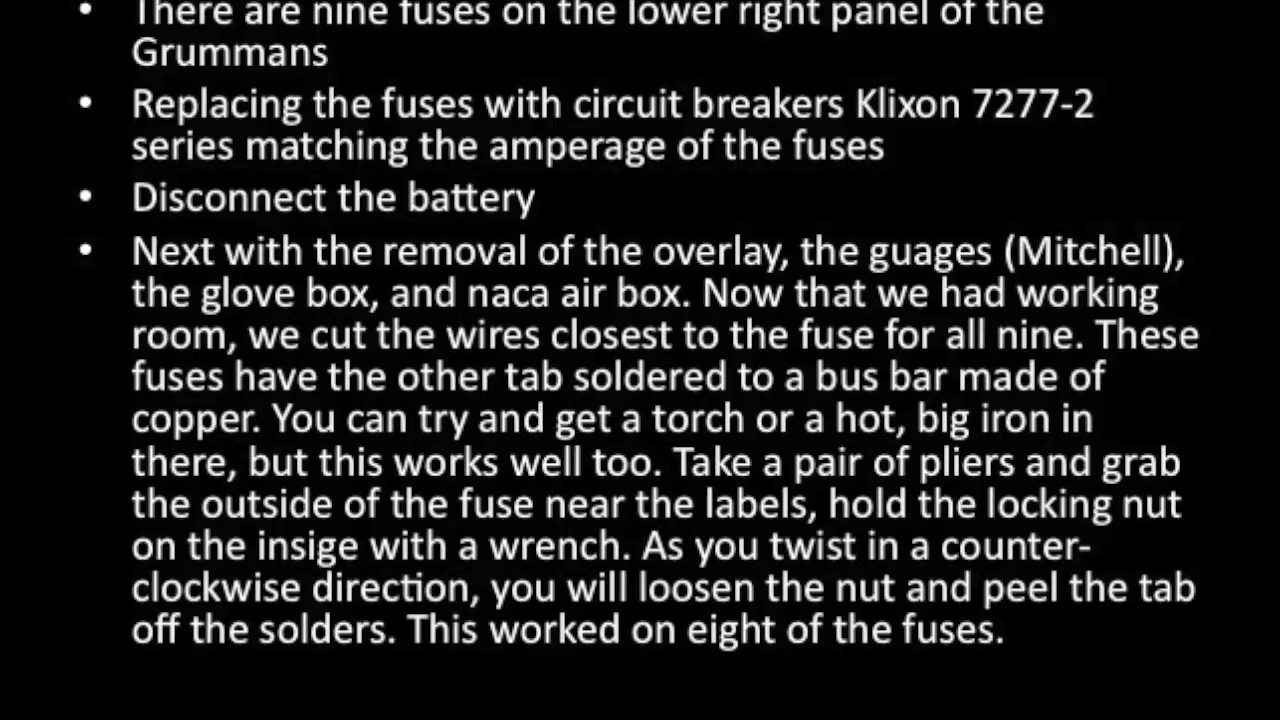 • There are nine fuses on the lower right panel of the
Grummans
• Replacing the fuses with circuit breakers Klixon 7277-2
series matching the amperage of the fuses
• Disconnect the battery
• Next with the removal of the overlay, the guages (Mitchell),
the glove box, and naca air box. Now that we had working
room, we cut the wires closest to the fuse for all nine. These
fuses have the other tab soldered to a bus bar made of
copper. You can try and get a torch or a hot, big iron in
there, but this works well too. Take a pair of pliers and grab
the outside of the fuse near the labels, hold the locking nut
on the insige with a wrench. As you twist in a counter-
clockwise direction, you will loosen the nut and peel the tab
off the solders. This worked on eight of the fuses.